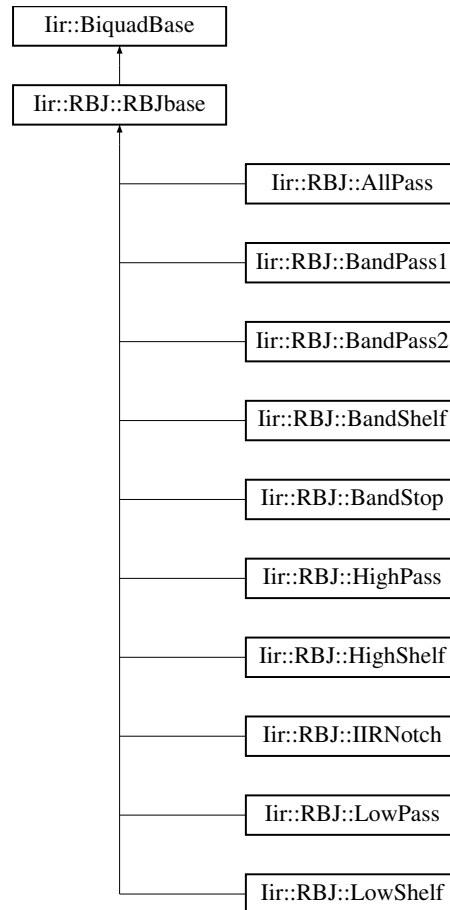 Iir::BiquadBase
Iir::RBJ::RBJbase
Iir::RBJ::AllPass
Iir::RBJ::BandPass1
Iir::RBJ::BandPass2
Iir::RBJ::BandShelf
Iir::RBJ::BandStop
Iir::RBJ::HighPass
Iir::RBJ::HighShelf
Iir::RBJ::IIRNotch
Iir::RBJ::LowPass
Iir::RBJ::LowShelf